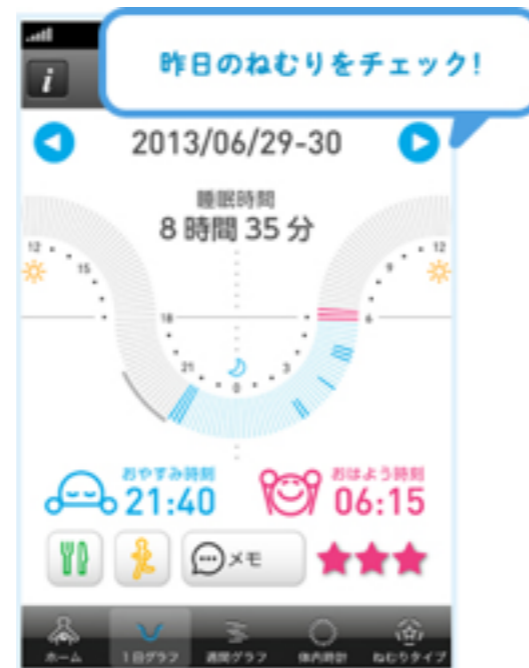 昨日のねむりをチェック!
i
2013/06/29-30
睡眠時間
8 時間 35 分
12
12
15
9
18
6
21
3
0
おやすみ時刻
21:40
おはよう時刻
06:15
メモ
ホーム
1日グラフ
週間グラフ
体内時計
ねむりタイプ